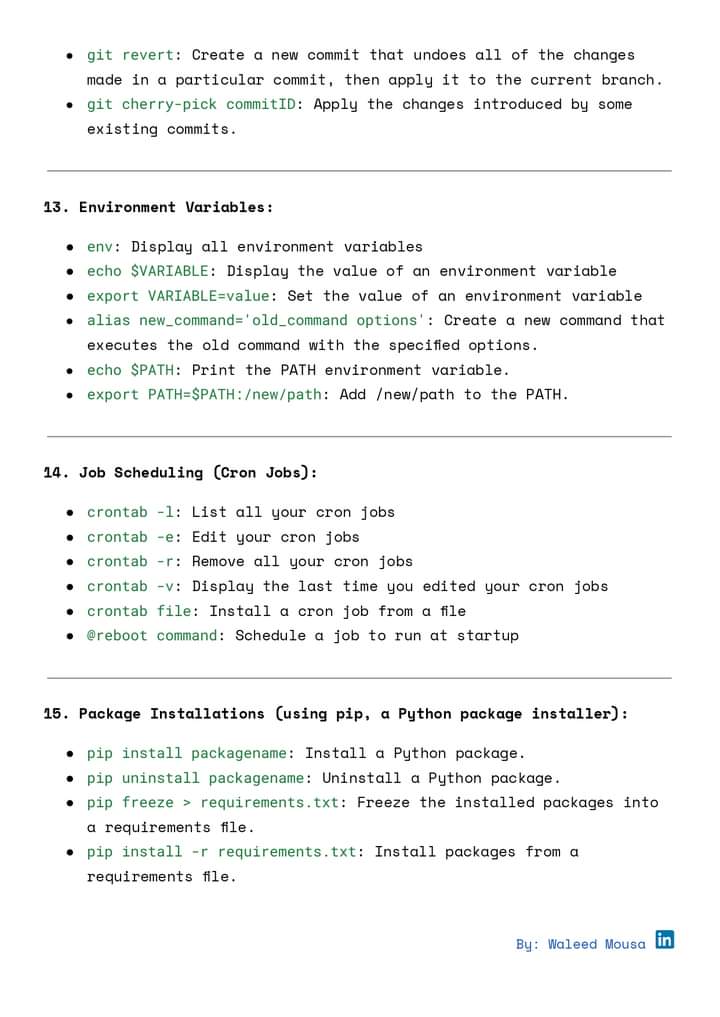 ● git revert: Create a new commit that undoes all of the changes
made in a particular commit, then apply it to the current branch.
● git cherry-pick commitID: Apply the changes introduced by some
existing commits.
13. Environment Variables:
● env: Display all environment variables
● echo $VARIABLE: Display the value of an environment variable
● export VARIABLE=value: Set the value of an environment variable
● alias new_command='old_command options': Create a new command that
executes the old command with the specified options.
● echo $PATH: Print the PATH environment variable.
● export PATH=$PATH:/new/path: Add /new/path to the PATH.
14. Job Scheduling (Cron Jobs):
● crontab -l: List all your cron jobs
● crontab -e: Edit your cron jobs
● crontab -r: Remove all your cron jobs
● crontab -v: Display the last time you edited your cron jobs
● crontab file: Install a cron job from a file
● @reboot command: Schedule a job to run at startup
15. Package Installations (using pip, a Python package installer):
● pip install packagename: Install a Python package.
● pip uninstall packagename: Uninstall a Python package.
● pip freeze > requirements.txt: Freeze the installed packages into
a requirements file.
● pip install -r requirements.txt: Install packages from a
requirements file.
By: Waleed Mousa in